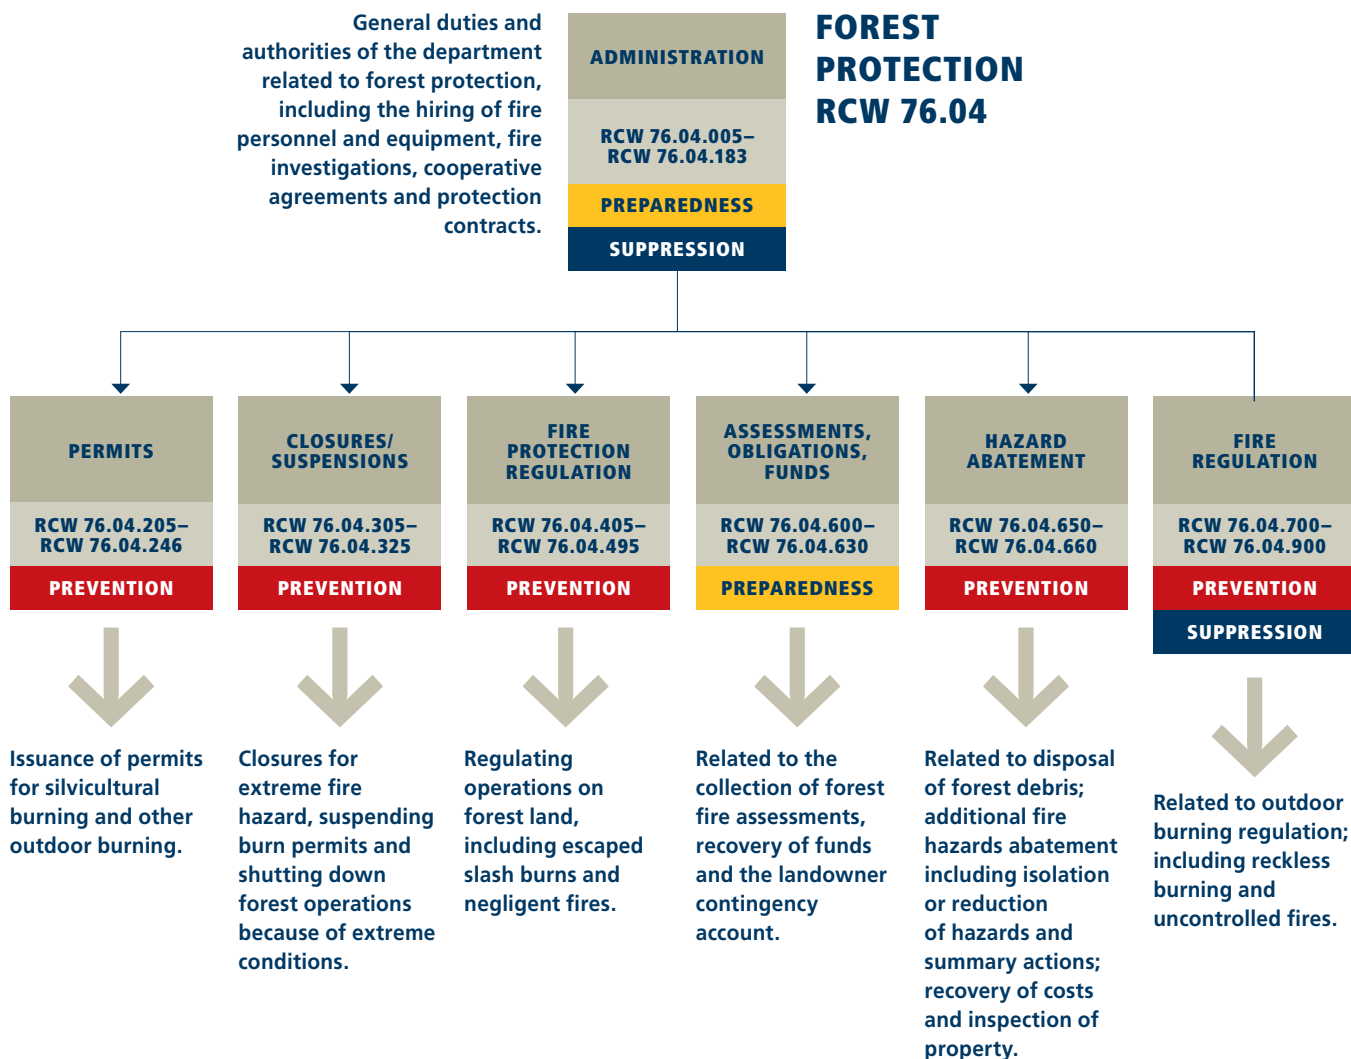 General duties and
authorities of the department
related to forest protection,
including the hiring of fire
personnel and equipment, fire
investigations, cooperative
agreements and protection
contracts.
ADMINISTRATION
RCW 76.04.005–
RCW 76.04.183
PREPAREDNESS
SUPPRESSION
FOREST
PROTECTION
RCW 76.04
PERMITS
RCW 76.04.205–
RCW 76.04.246
PREVENTION
Issuance of permits
for silvicultural
burning and other
outdoor burning.
CLOSURES/
SUSPENSIONS
RCW 76.04.305–
RCW 76.04.325
PREVENTION
Closures for
extreme fire
hazard, suspending
burn permits and
shutting down
forest operations
because of extreme
conditions.
FIRE
PROTECTION
REGULATION
RCW 76.04.405–
RCW 76.04.495
PREVENTION
Regulating
operations on
forest land,
including escaped
slash burns and
negligent fires.
ASSESSMENTS,
OBLIGATIONS,
FUNDS
RCW 76.04.600–
RCW 76.04.630
PREPAREDNESS
Related to the
collection of forest
fire assessments,
recovery of funds
and the landowner
contingency
account.
HAZARD
ABATEMENT
RCW 76.04.650–
RCW 76.04.660
PREVENTION
Related to disposal
of forest debris;
additional fire
hazards abatement
including isolation
or reduction
of hazards and
summary actions;
recovery of costs
and inspection of
property.
FIRE
REGULATION
RCW 76.04.700–
RCW 76.04.900
PREVENTION
SUPPRESSION
Related to outdoor
burning regulation;
including reckless
burning and
uncontrolled fires.